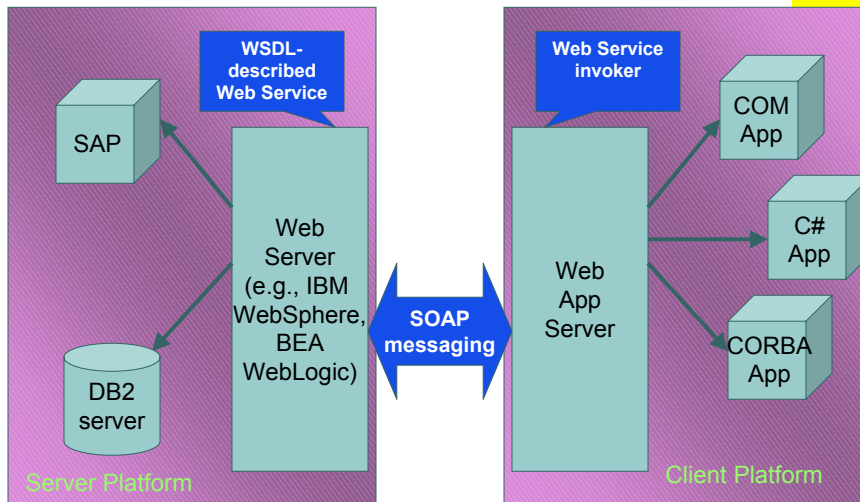 WSDL-
described
Web Service
SAP
Web
Server
(e.g., IBM
WebSphere,
BEA
WebLogic)
DB2
server
Server Platform
SOAP
messaging
Web Service
invoker
Web
App
Server
COM
App
C#
App
CORBA
App
Client Platform